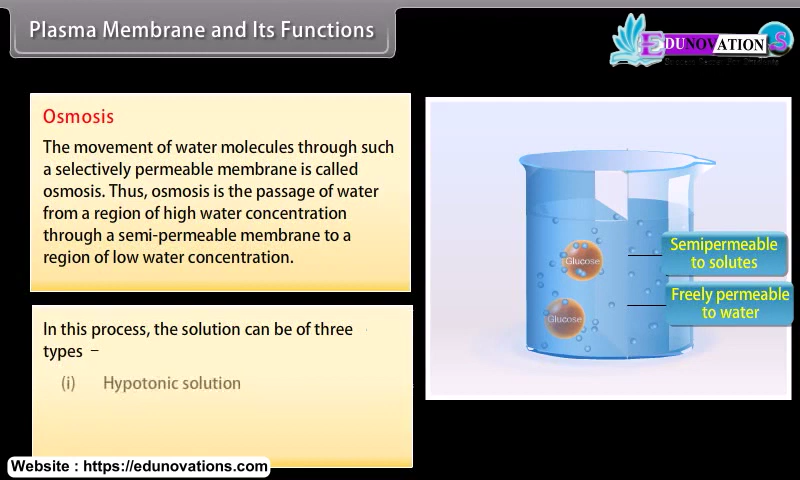 Plasma Membrane and Its Functions
EDUNOVATION.S
Osmosis
The movement of water molecules through such
a selectively permeable membrane is called
osmosis. Thus, osmosis is the passage of water
from a region of high water concentration
through a semi-permeable membrane to a
region of low water concentration.
Semipermeable
to solutes
Freely permeable
to water
Glucose
Glucose
In this process, the solution can be of three
types –
(i) Hypotonic solution
Website : https://edunovations.com